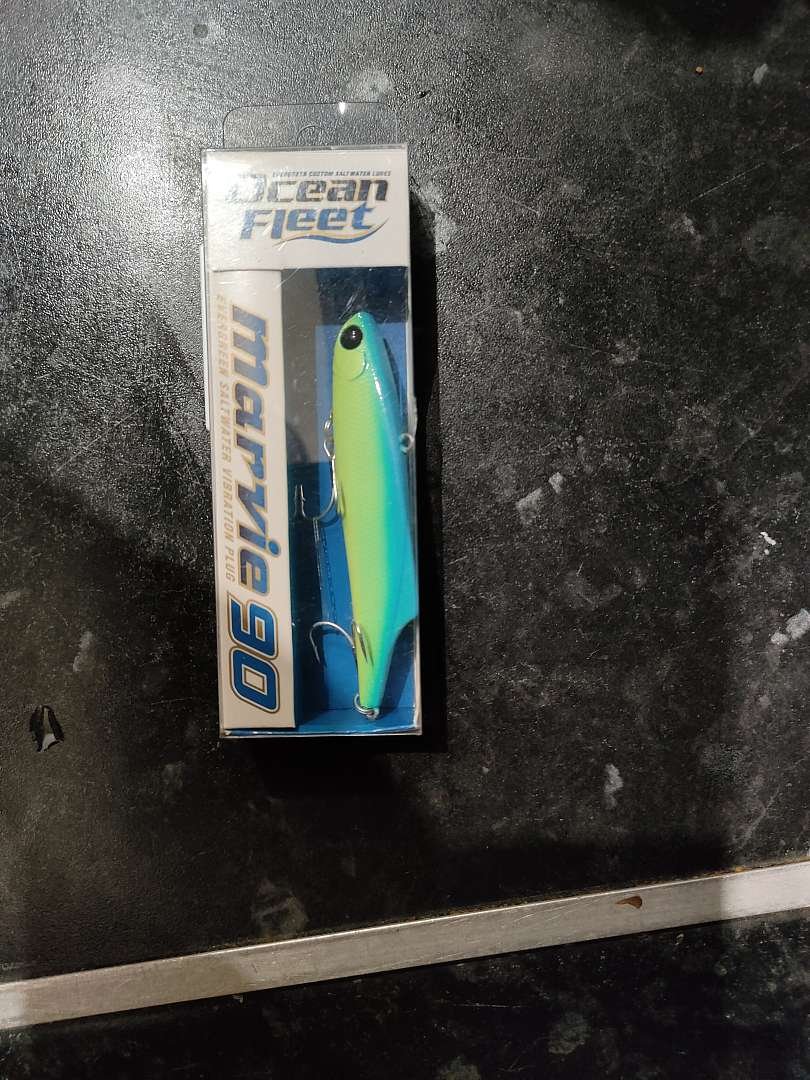 EVERGREEN CUSTOM SALTWATER LURES
Ocean
Fleet
marvie 90
EVERGREEN SALTWATER VIBRATION PLUG